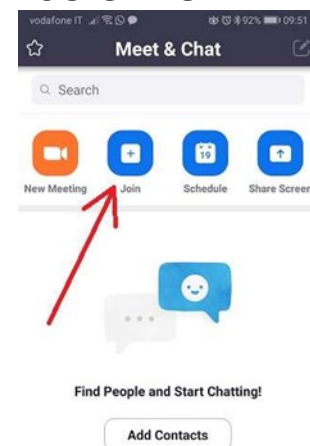 vodafone IT 92% 09:51
Meet & Chat
Search
19
New Meeting Join Schedule Share Screen
Find People and Start Chatting!
Add Contacts